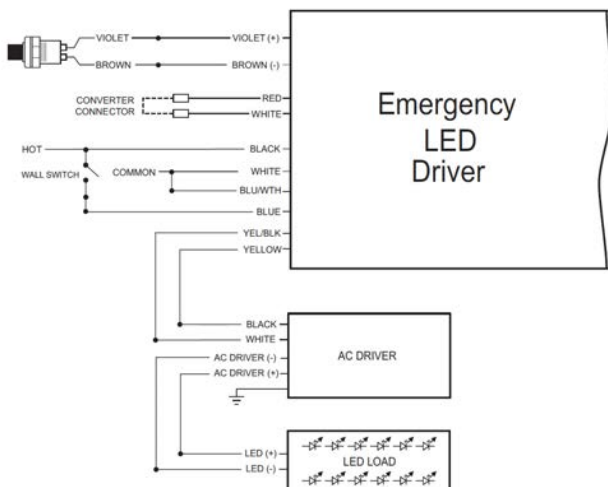 VIOLET VIOLET (+)
BROWN BROWN (-)
CONVERTER
CONNECTOR
RED
WHITE
HOT
BLACK
WALL SWITCH
COMMON
WHITE
BLU/WTH
BLUE
YEL/BLK
YELLOW
Emergency
LED
Driver
BLACK
WHITE
AC DRIVER (-)
AC DRIVER (+)
AC DRIVER
LED (+)
LED (-)
LED LOAD